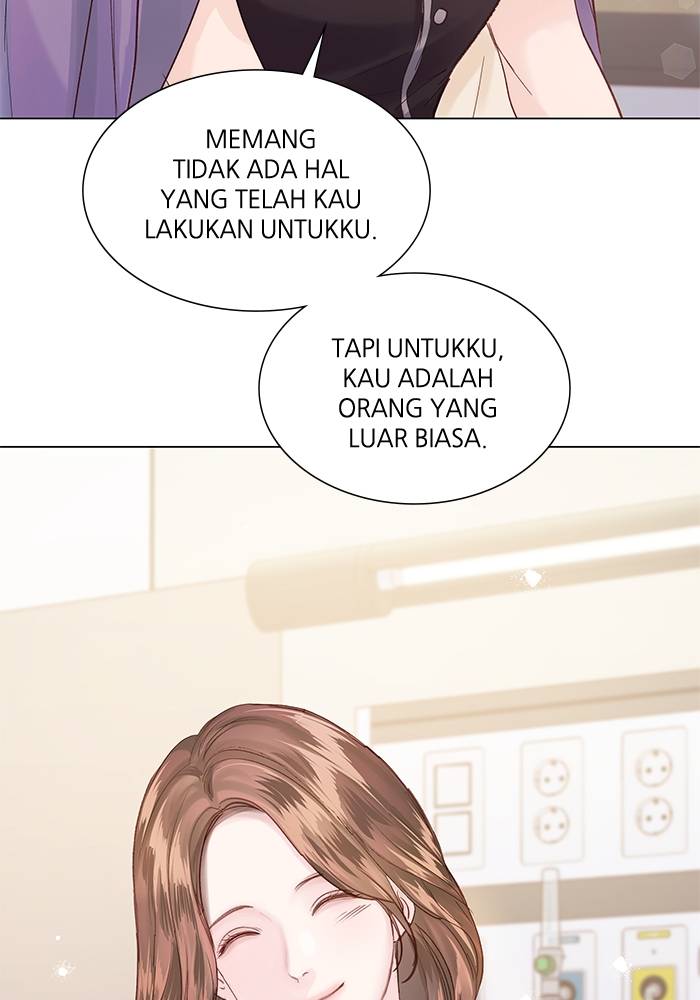 MEMANG
TIDAK ADA HAL
YANG TELAH KAU
LAKUKAN UNTUKKU.
TAPI UNTUKKU,
KAU ADALAH
ORANG YANG
LUAR BIASA.